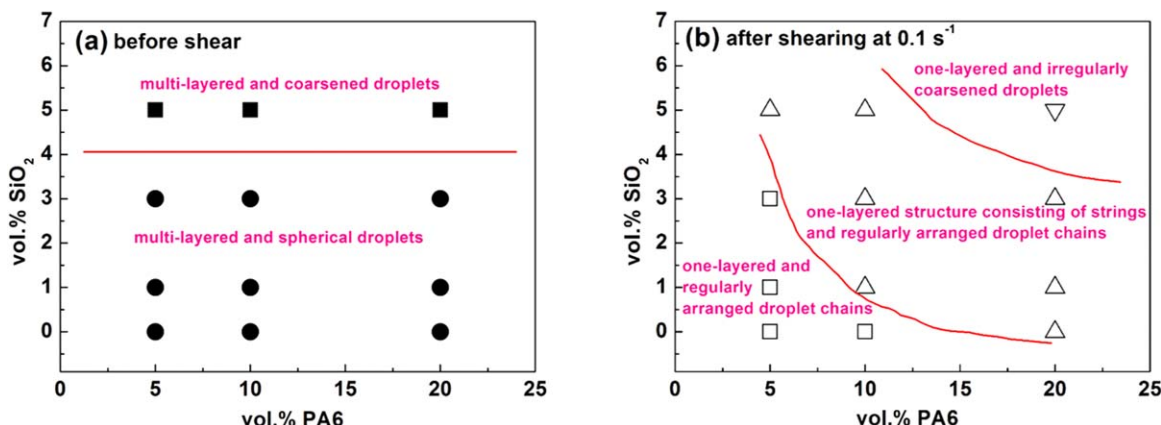 (a) before shear
multi-layered and coarsened droplets
multi-layered and spherical droplets
7
6
5
4
3
2
1
0
vol.% SiO₂
0 5 10 15 20 25
vol.% PA6
(b) after shearing at 0.1 s⁻¹
one-layered and irregularly
coarsened droplets
one-layered structure consisting of strings
and regularly arranged droplet chains
one-layered and
regularly
arranged droplet chains
7
6
5
4
3
2
1
0
vol.% SiO₂
0 5 10 15 20 25
vol.% PA6